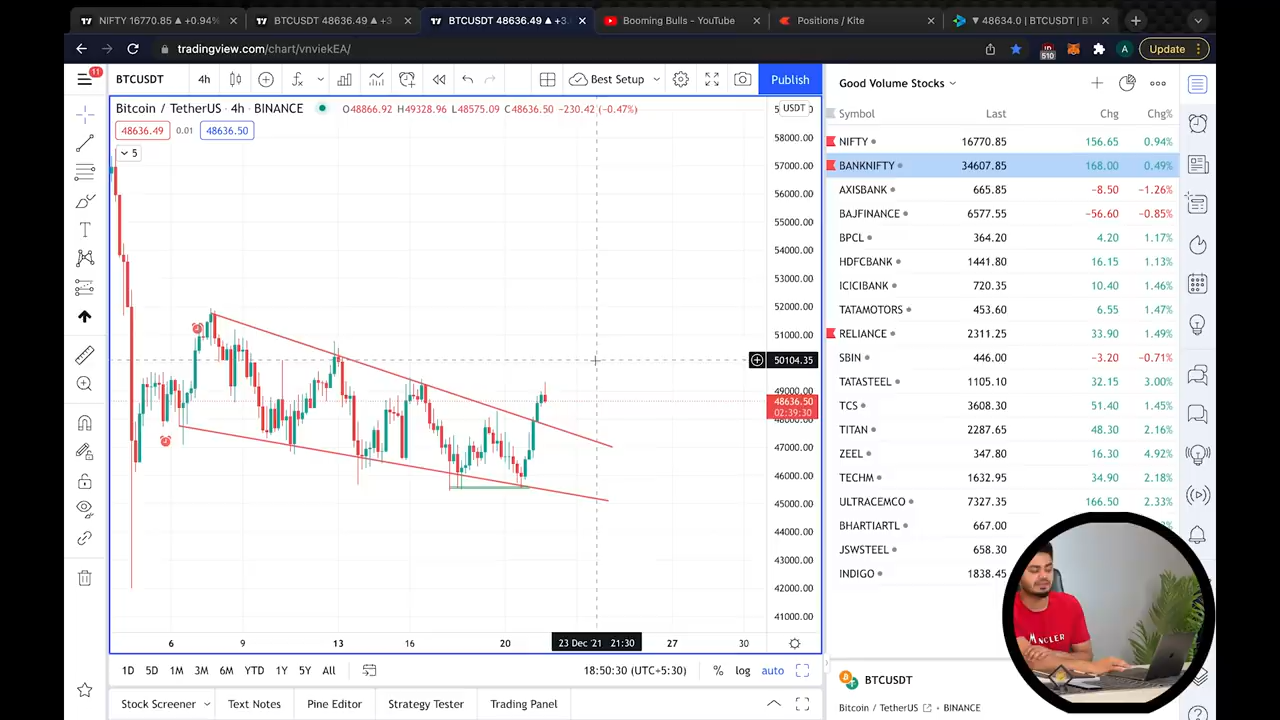 NIFTY 16770.85 ▲ +0.94%
BTCUSDT 48636.49 ▲ +3
BTCUSDT 48636.49 ▲ +3.
Booming Bulls - YouTube
Positions / Kite
▼ 48634.0 | BTCUSDT | B
tradingview.com/chart/vnviekEA/
510
A
Update
11
BTCUSDT
4h
Best Setup
Publish
Good Volume Stocks
Bitcoin / TetherUS · 4h · BINANCE
O48866.92 H49328.96 L48575.09 C48636.50 −230.42 (−0.47%)
USDT
Symbol Last Chg Chg%
48636.49 0.01 48636.50
5
58000.00
57000.00
56000.00
55000.00
54000.00
53000.00
52000.00
51000.00
50104.35
49000.00
48636.50
02:39:30
48000.00
47000.00
46000.00
45000.00
44000.00
43000.00
42000.00
41000.00
NIFTY 16770.85 156.65 0.94%
BANKNIFTY 34607.85 168.00 0.49%
AXISBANK 665.85 −8.50 −1.26%
BAJFINANCE 6577.55 −56.60 −0.85%
BPCL 364.20 4.20 1.17%
HDFCBANK 1441.80 16.15 1.13%
ICICIBANK 720.35 10.40 1.46%
TATAMOTORS 453.60 6.55 1.47%
RELIANCE 2311.25 33.90 1.49%
SBIN 446.00 −3.20 −0.71%
TATASTEEL 1105.10 32.15 3.00%
TCS 3608.30 51.40 1.45%
TITAN 2287.65 48.30 2.16%
ZEEL 347.80 16.30 4.92%
TECHM 1632.95 34.90 2.18%
ULTRACEMCO 7327.35 166.50 2.33%
BHARTIARTL 667.00
JSWSTEEL 658.30
INDIGO 1838.45
6 9 13 16 20 23 Dec '21 21:30 27 30
1D 5D 1M 3M 6M YTD 1Y 5Y All
18:50:30 (UTC+5:30) % log auto
Stock Screener Text Notes Pine Editor Strategy Tester Trading Panel
BTCUSDT
Bitcoin / TetherUS · BINANCE